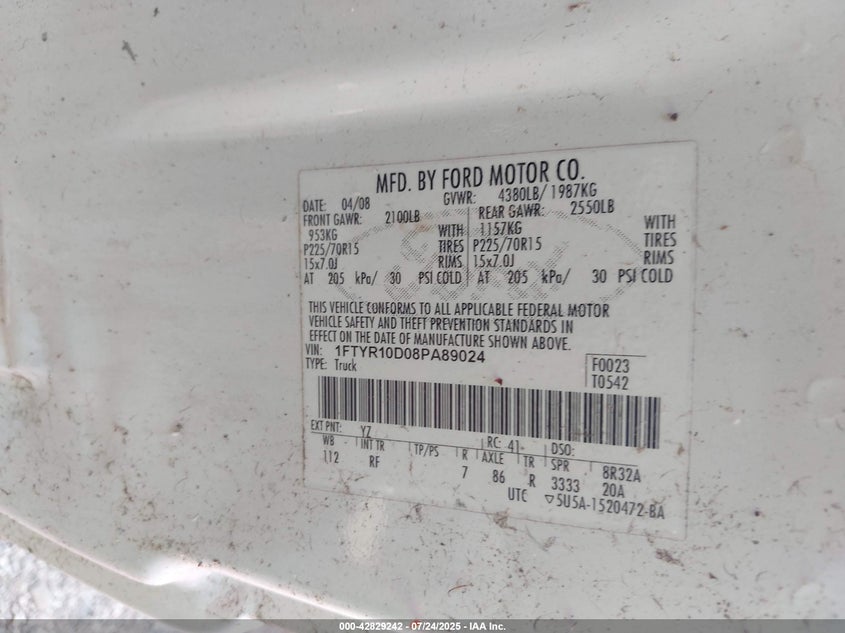 MFD. BY FORD MOTOR CO.
DATE: 04/08 GVWR: 4380LB/ 1987KG
FRONT GAWR: 2100LB REAR GAWR: 2550LB
953KG WITH 1157KG WITH
P225/70R15 TIRES P225/70R15 TIRES
15x7.0J RIMS 15x7.0J RIMS
AT 205 kPa/ 30 PSI COLD AT 205 kPa/ 30 PSI COLD
THIS VEHICLE CONFORMS TO ALL APPLICABLE FEDERAL MOTOR
VEHICLE SAFETY AND THEFT PREVENTION STANDARDS IN
EFFECT ON THE DATE OF MANUFACTURE SHOWN ABOVE.
VIN: 1FTYR10D08PA89024 F0023
TYPE: Truck T0542
EXT PNT: YZ RC: 41 DSO:
WB INT TR TP/PS R AXLE TR SPR 8R32A
112 RF 7 86 R 3333 20A
UTC ▽5U5A-1520472-BA
000-42829242 - 07/24/2025 - IAA Inc.